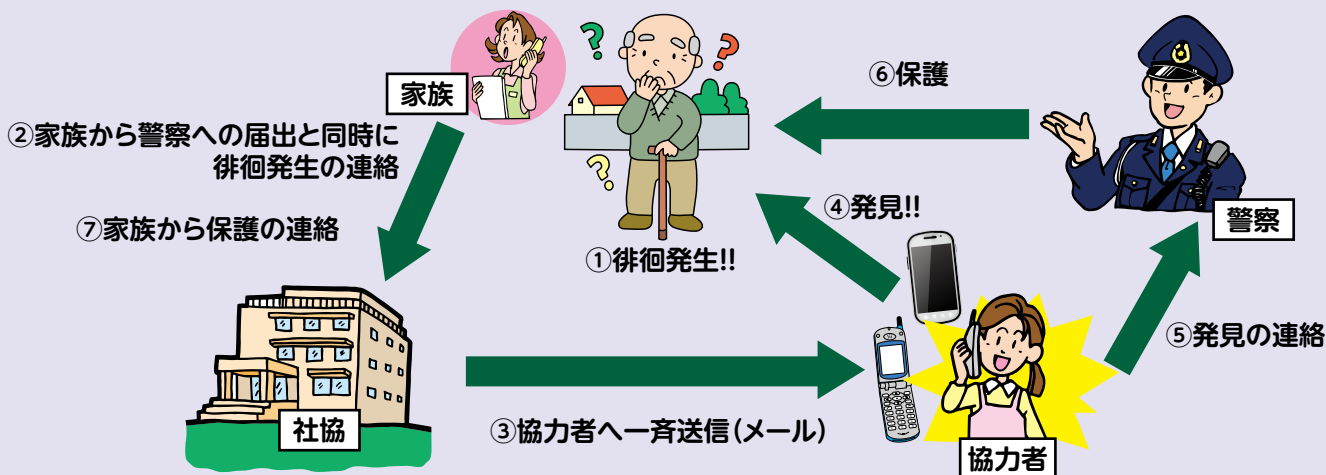 家族
②家族から警察への届出と同時に
徘徊発生の連絡
⑦家族から保護の連絡
①徘徊発生!!
⑥保護
④発見!!
警察
⑤発見の連絡
社協
③協力者へ一斉送信(メール)
協力者